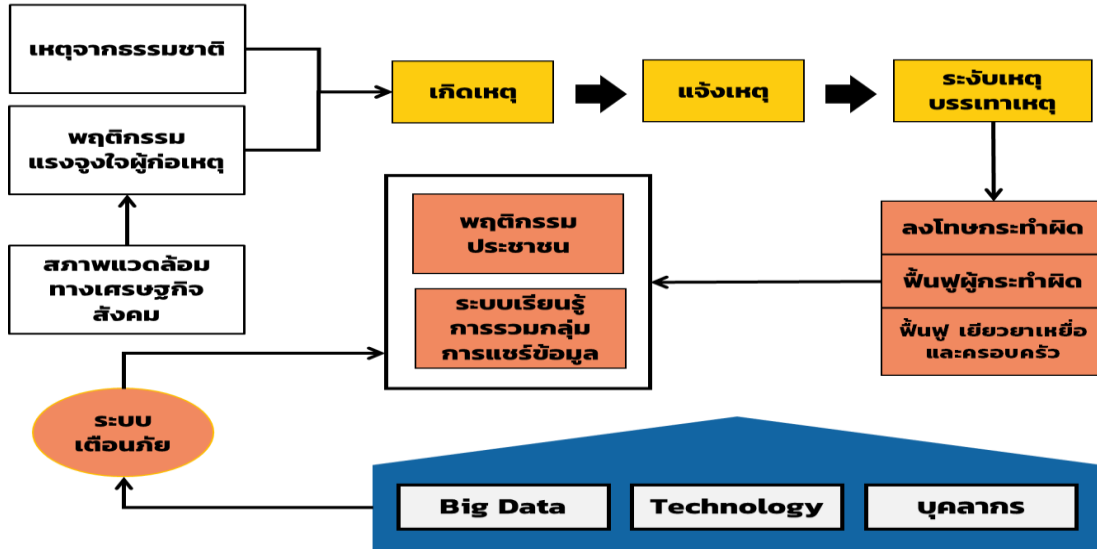 เหตุจากธรรมชาติ
พฤติกรรม
แรงจูงใจผู้ก่อเหตุ
สภาพแวดล้อม
ทางเศรษฐกิจ
สังคม
เกิดเหตุ
แจ้งเหตุ
ระงับเหตุ
บรรเทาเหตุ
พฤติกรรม
ประชาชน
ระบบเรียนรู้
การรวมกลุ่ม
การแชร์ข้อมูล
ลงโทษกระทำผิด
ฟื้นฟูผู้กระทำผิด
ฟื้นฟู เยียวยาเหยื่อ
และครอบครัว
ระบบ
เตือนภัย
Big Data
Technology
บุคลากร